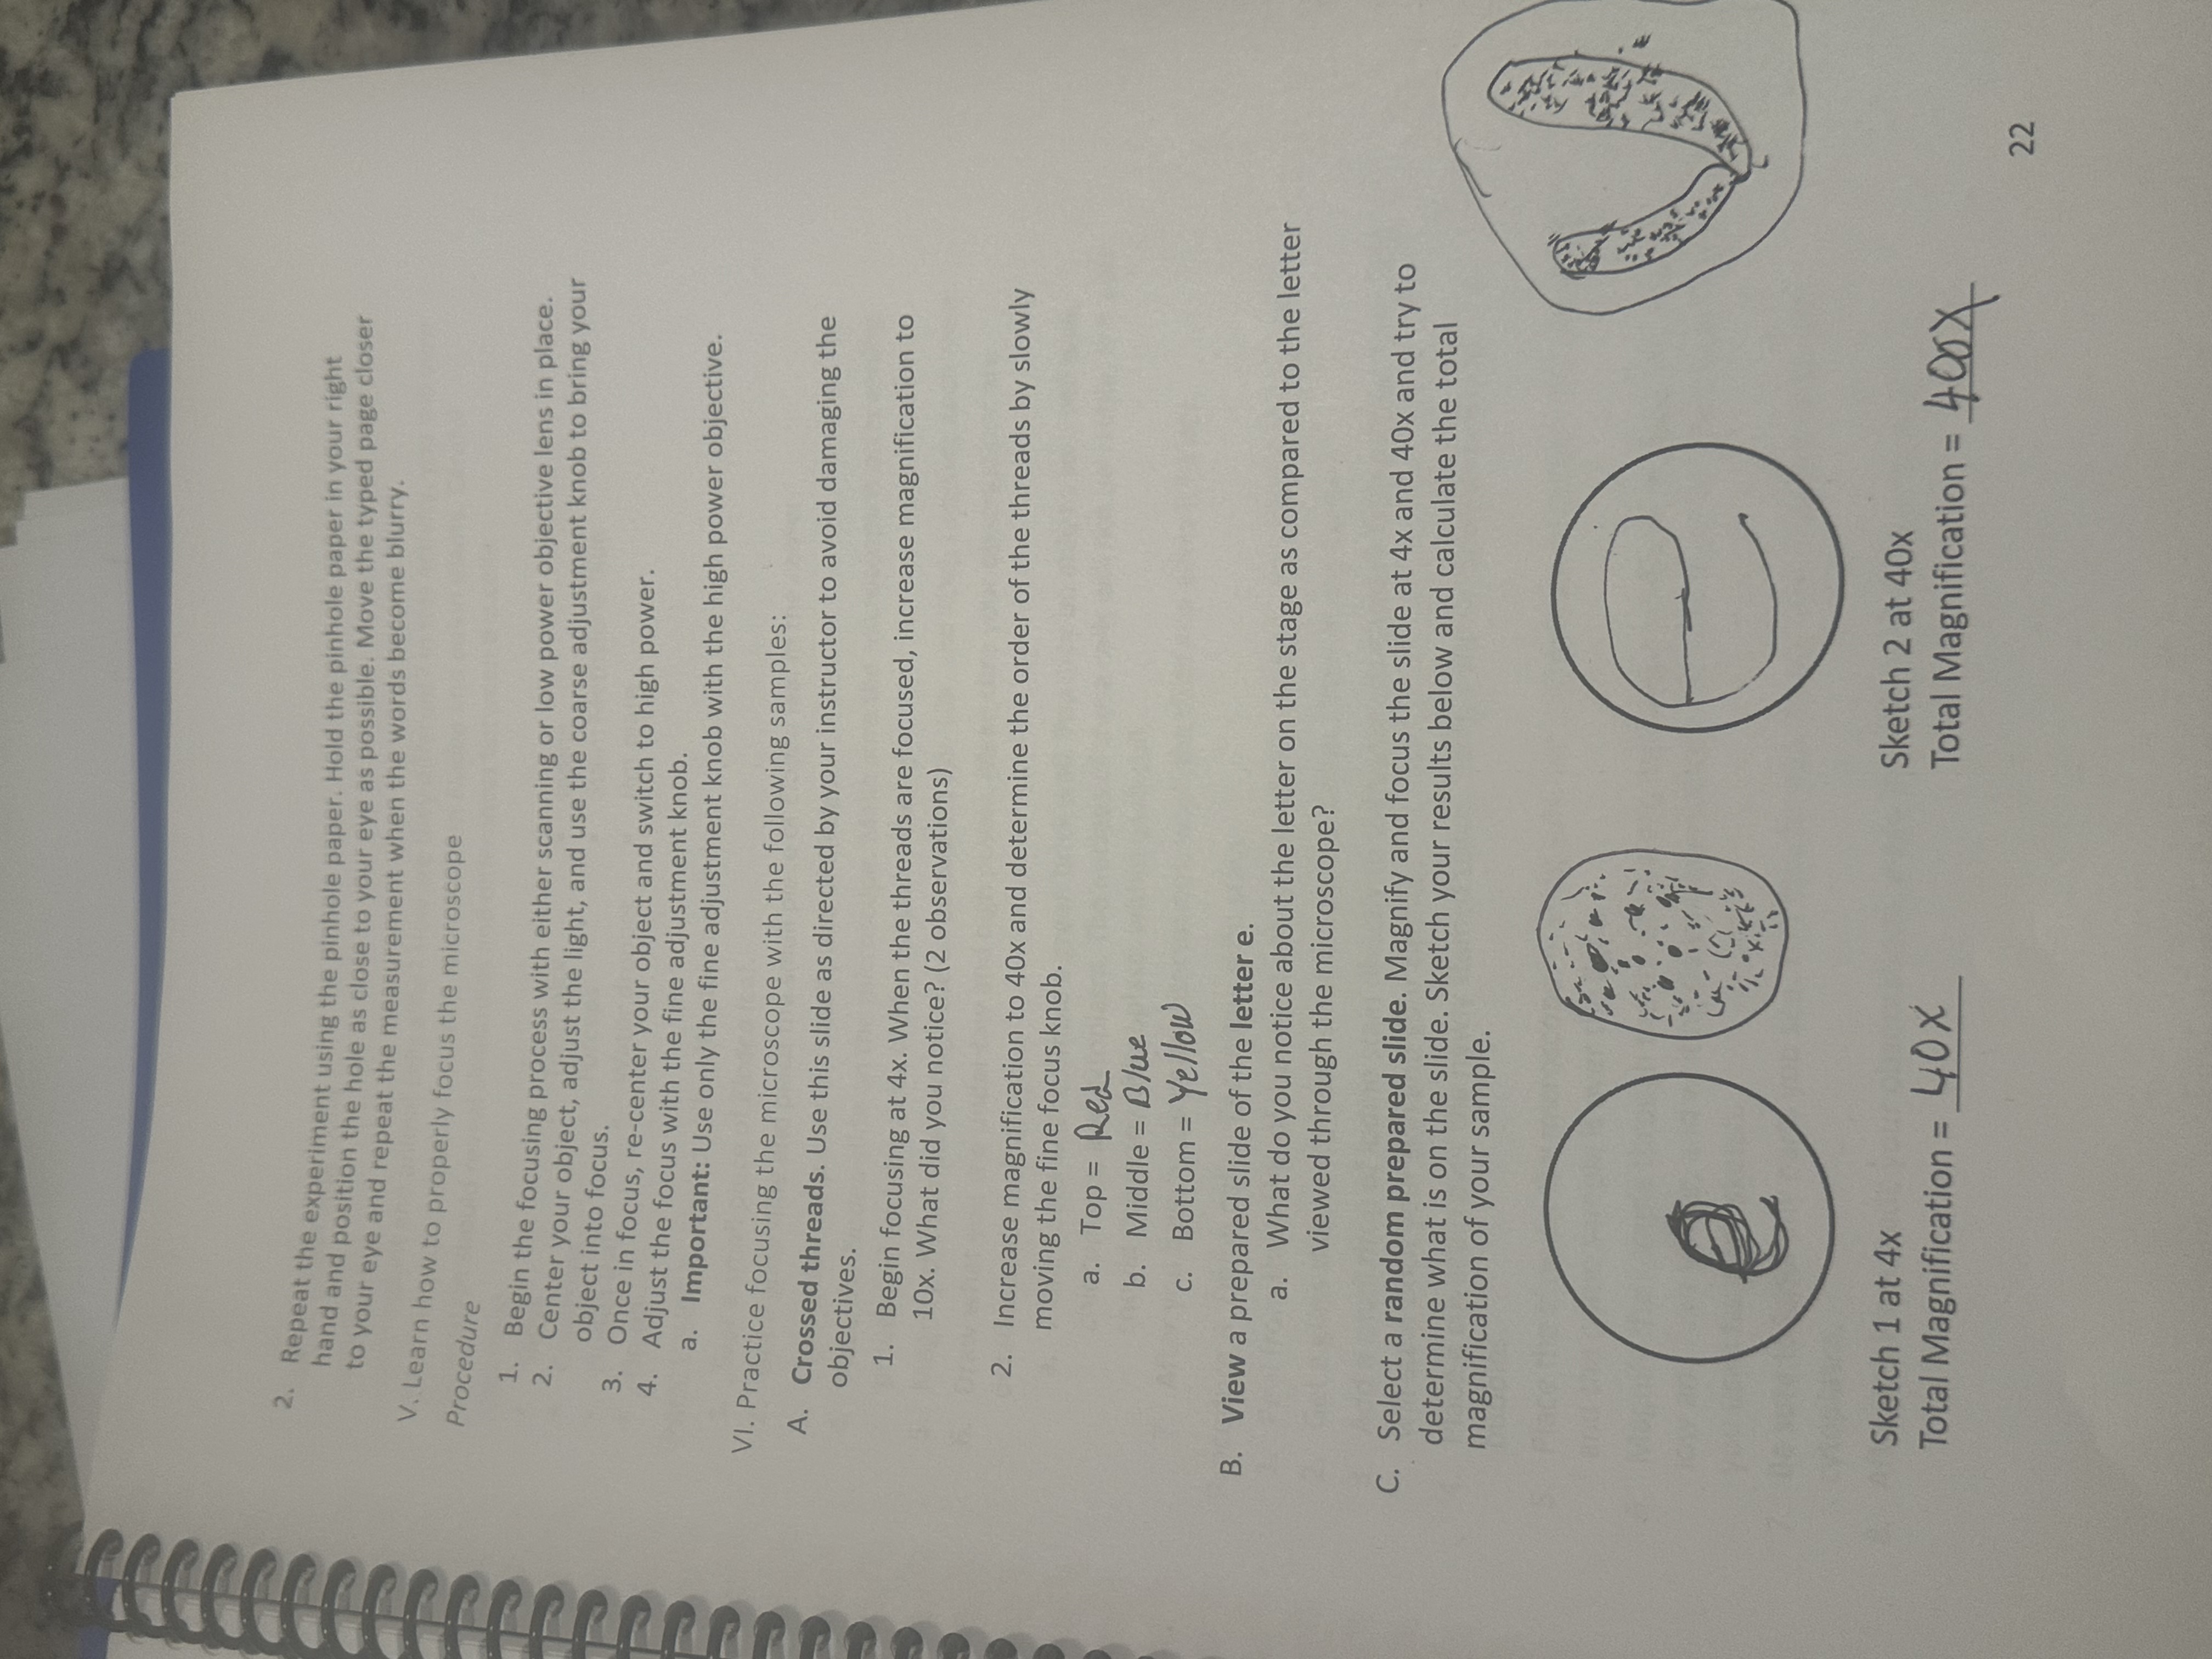 2. Repeat the experiment using the pinhole paper. Hold the pinhole paper in your right
hand and position the hole as close to your eye as possible. Move the typed page closer
to your eye and repeat the measurement when the words become blurry.
V. Learn how to properly focus the microscope
Procedure
1. Begin the focusing process with either scanning or low power objective lens in place.
2. Center your object, adjust the light, and use the coarse adjustment knob to bring your
object into focus.
3. Once in focus, re-center your object and switch to high power.
4. Adjust the focus with the fine adjustment knob.
a. Important: Use only the fine adjustment knob with the high power objective.
VI. Practice focusing the microscope with the following samples:
A. Crossed threads. Use this slide as directed by your instructor to avoid damaging the
objectives.
1. Begin focusing at 4x. When the threads are focused, increase magnification to
10x. What did you notice? (2 observations)
2. Increase magnification to 40x and determine the order of the threads by slowly
moving the fine focus knob.
a. Top = Red
b. Middle = Blue
c. Bottom = Yellow
B. View a prepared slide of the letter e.
a. What do you notice about the letter on the stage as compared to the letter
viewed through the microscope?
C. Select a random prepared slide. Magnify and focus the slide at 4x and 40x and try to
determine what is on the slide. Sketch your results below and calculate the total
magnification of your sample.
e
e
Sketch 1 at 4x
Total Magnification = 40X
Sketch 2 at 40x
Total Magnification = 400X
22